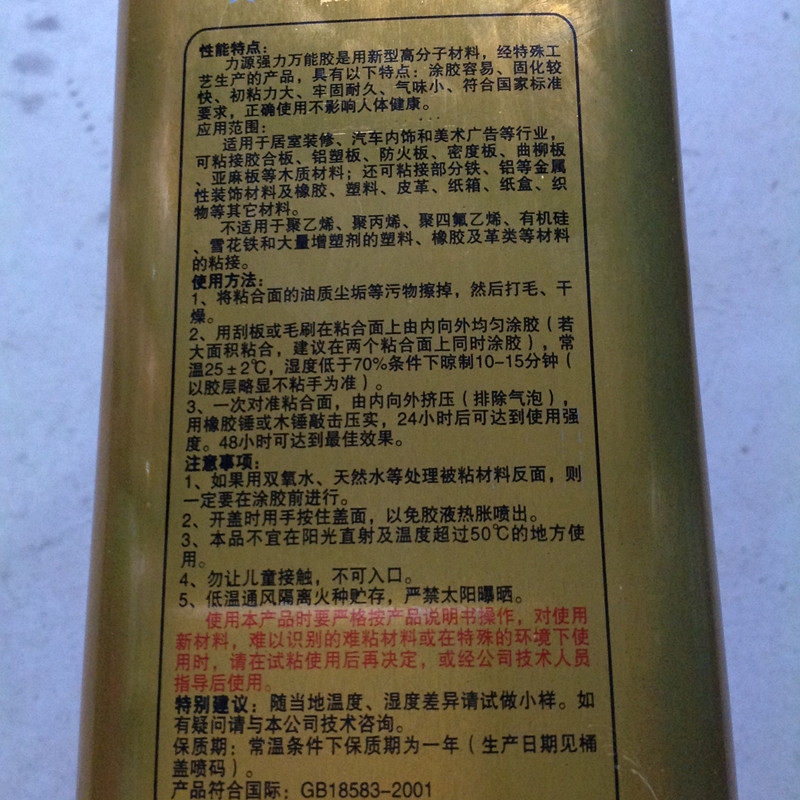 性能特点：
力源强力万能胶是用新型高分子材料，经特殊工
艺生产的产品，具有以下特点：涂胶容易、固化较
快、初粘力大、牢固耐久、气味小、符合国家标准
要求，正确使用不影响人体健康。
应用范围：
适用于居室装修、汽车内饰和美术广告等行业，
可粘接胶合板、铝塑板、防火板、密度板、曲柳板
、亚麻板等木质材料；还可粘接部分铁、铝等金属
性装饰材料及橡胶、塑料、皮革、纸箱、纸盒、织
物等其它材料。
不适用于聚乙烯、聚丙烯、聚四氟乙烯、有机硅
、雪花铁和大量增塑剂的塑料、橡胶及革类等材料
的粘接。
使用方法：
1、将粘合面的油质尘垢等污物擦掉，然后打毛、干
燥。
2、用刮板或毛刷在粘合面上由内向外均匀涂胶（若
大面积粘合，建议在两个粘合面上同时涂胶），常
温25±2℃，湿度低于70%条件下晾制10-15分钟（
以胶层略显不粘手为准）。
3、一次对准粘合面，由内向外挤压（排除气泡），
用橡胶锤或木锤敲击压实，24小时后可达到使用强
度。48小时可达到最佳效果。
注意事项：
1、如果用双氧水、天然水等处理被粘材料反面，则
一定要在涂胶前进行。
2、开盖时用手按住盖面，以免胶液热胀喷出。
3、本品不宜在阳光直射及温度超过50℃的地方使
用。
4、勿让儿童接触，不可入口。
5、低温通风隔离火种贮存，严禁太阳曝晒。
使用本产品时要严格按产品说明书操作，对使用
新材料，难以识别的难粘材料或在特殊的环境下使
用时，请在试粘使用后再决定，或经公司技术人员
指导后使用。
特别建议：随当地温度、湿度差异请试做小样。如
有疑问请与本公司技术咨询。
保质期：常温条件下保质期为一年（生产日期见桶
盖喷码）。
产品符合国际：GB18583-2001